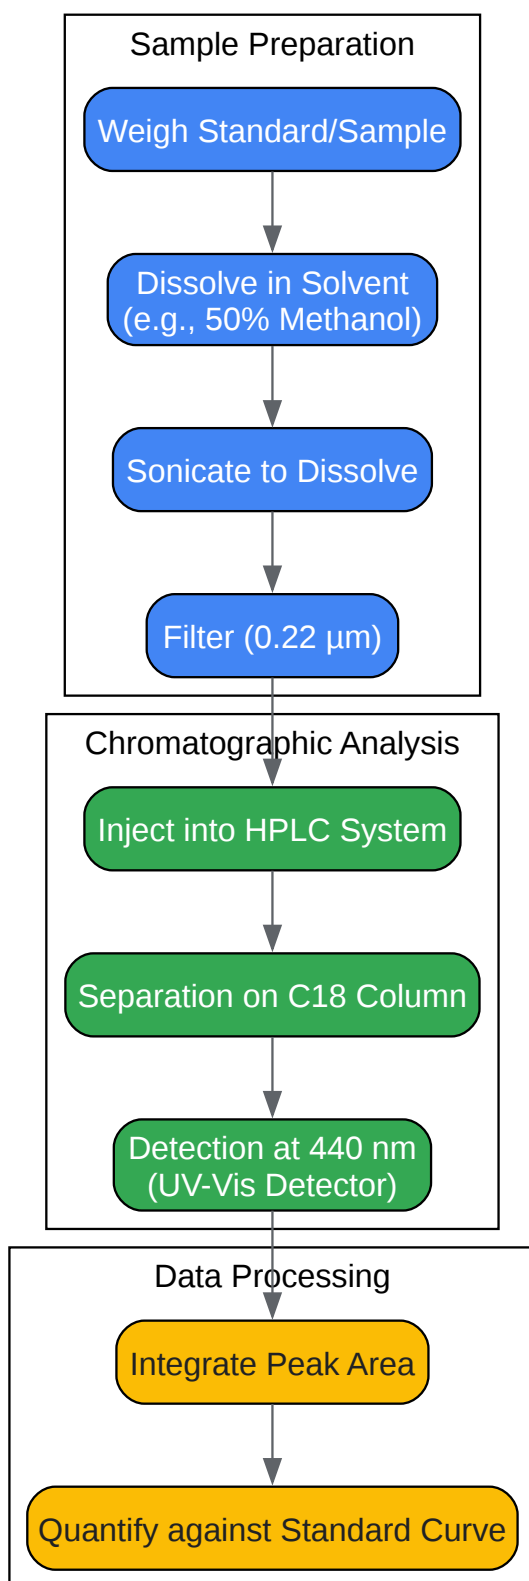 Sample Preparation
Weigh Standard/Sample
Dissolve in Solvent
(e.g., 50% Methanol)
Sonicate to Dissolve
Filter (0.22 µm)
Chromatographic Analysis
Inject into HPLC System
Separation on C18 Column
Detection at 440 nm
(UV-Vis Detector)
Data Processing
Integrate Peak Area
Quantify against Standard Curve